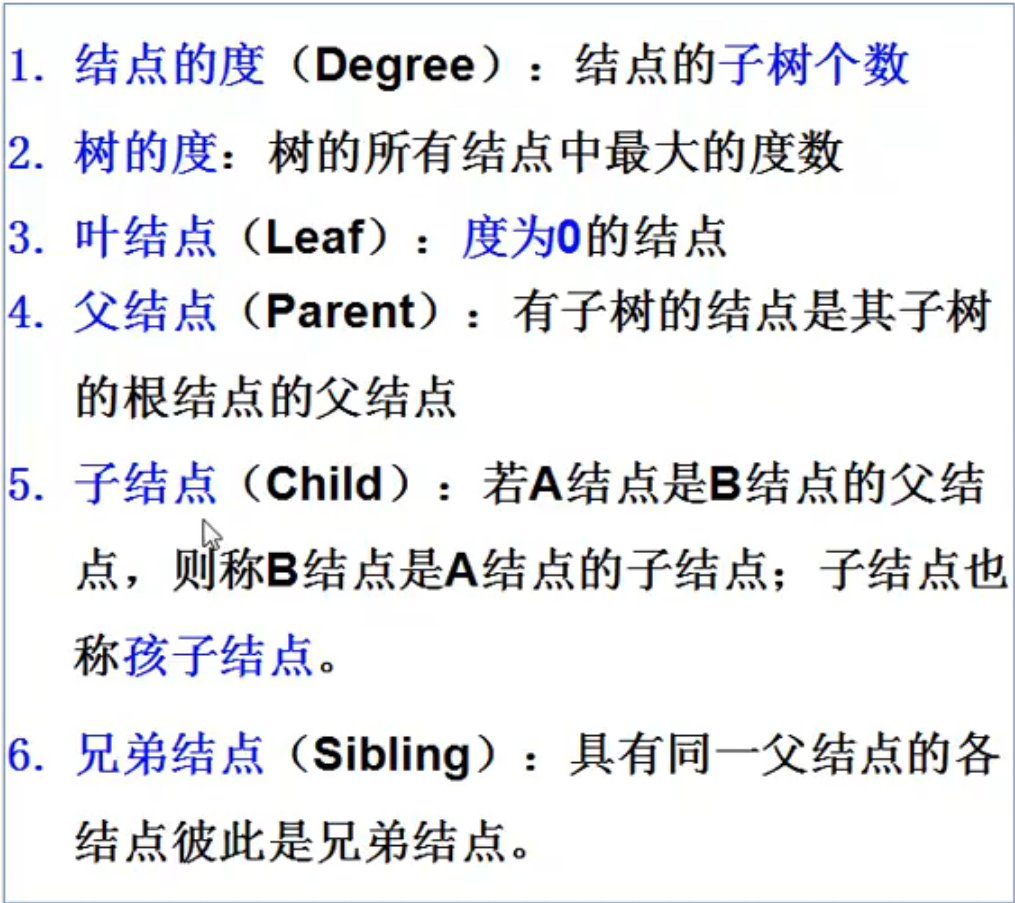 1. 结点的度（Degree）：结点的子树个数
2. 树的度：树的所有结点中最大的度数
3. 叶结点（Leaf）：度为0的结点
4. 父结点（Parent）：有子树的结点是其子树
的根结点的父结点
5. 子结点（Child）：若A结点是B结点的父结
点，则称B结点是A结点的子结点；子结点也
称孩子结点。
6. 兄弟结点（Sibling）：具有同一父结点的各
结点彼此是兄弟结点。